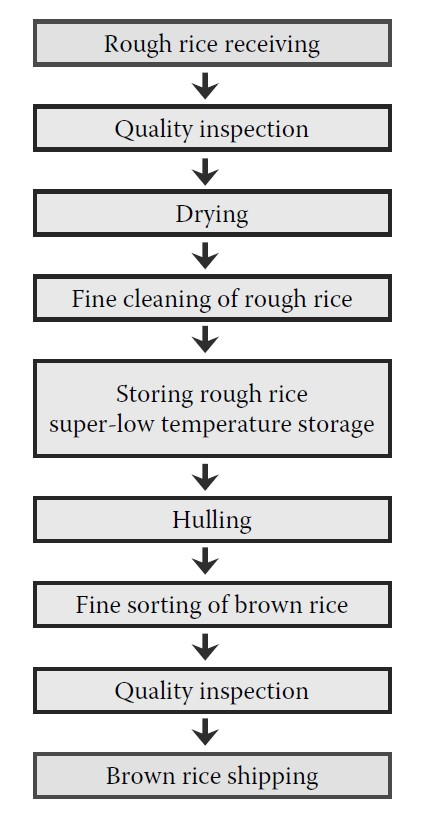 Rough rice receiving
Quality inspection
Drying
Fine cleaning of rough rice
Storing rough rice
super-low temperature storage
Hulling
Fine sorting of brown rice
Quality inspection
Brown rice shipping